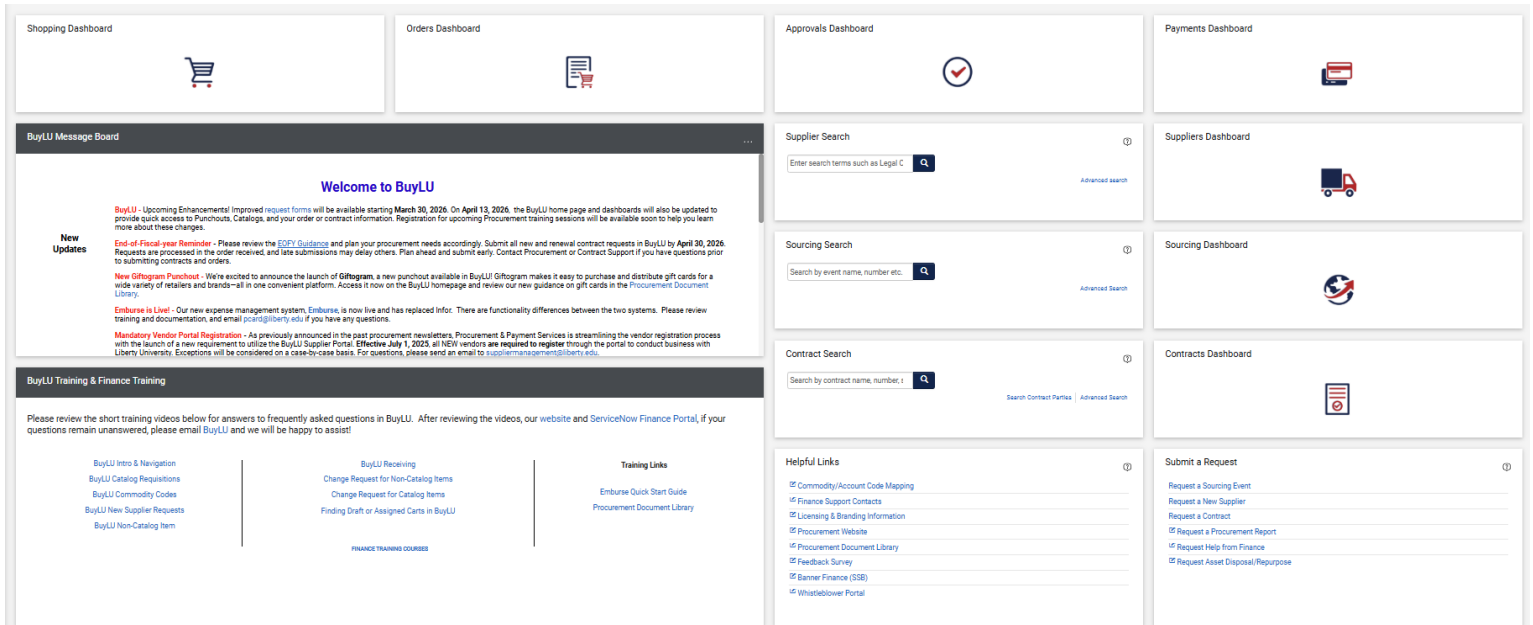 Shopping Dashboard
Orders Dashboard
Approvals Dashboard
Payments Dashboard
BuyLU Message Board
...
Welcome to BuyLU
New
Updates
BuyLU - Upcoming Enhancements! Improved request forms will be available starting March 30, 2026. On April 13, 2026, the BuyLU home page and dashboards will also be updated to
provide quick access to Punchouts, Catalogs, and your order or contract information. Registration for upcoming Procurement training sessions will be available soon to help you learn
more about these changes.
End-of-Fiscal-year Reminder - Please review the EOFY Guidance and plan your procurement needs accordingly. Submit all new and renewal contract requests in BuyLU by April 30, 2026.
Requests are processed in the order received, and late submissions may delay others. Plan ahead and submit early. Contact Procurement or Contract Support if you have questions prior
to submitting contracts and orders.
New Giftogram Punchout - We're excited to announce the launch of Giftogram, a new punchout available in BuyLU! Giftogram makes it easy to purchase and distribute gift cards for a
wide variety of retailers and brands—all in one convenient platform. Access it now on the BuyLU homepage and review our new guidance on gift cards in the Procurement Document
Library.
Emburse is Live! - Our new expense management system, Emburse, is now live and has replaced Infor. There are functionality differences between the two systems. Please review
training and documentation, and email pcard@liberty.edu if you have any questions.
Mandatory Vendor Portal Registration - As previously announced in the past procurement newsletters, Procurement & Payment Services is streamlining the vendor registration process
with the launch of a new requirement to utilize the BuyLU Supplier Portal. Effective July 1, 2025, all NEW vendors are required to register through the portal to conduct business with
Liberty University. Exceptions will be considered on a case-by-case basis. For questions, please send an email to suppliermanagement@liberty.edu.
Supplier Search
Enter search terms such as Legal C
Advanced search
Suppliers Dashboard
Sourcing Search
Search by event name, number etc.
Advanced Search
Sourcing Dashboard
Contract Search
Search by contract name, number, s
Search Contract Parties | Advanced Search
Contracts Dashboard
BuyLU Training & Finance Training
Please review the short training videos below for answers to frequently asked questions in BuyLU. After reviewing the videos, our website and ServiceNow Finance Portal, if your
questions remain unanswered, please email BuyLU and we will be happy to assist!
BuyLU Intro & Navigation
BuyLU Catalog Requisitions
BuyLU Commodity Codes
BuyLU New Supplier Requests
BuyLU Non-Catalog Item
BuyLU Receiving
Change Request for Non-Catalog Items
Change Request for Catalog Items
Finding Draft or Assigned Carts in BuyLU
FINANCE TRAINING COURSES
Training Links
Emburse Quick Start Guide
Procurement Document Library
Helpful Links
Commodity/Account Code Mapping
Finance Support Contacts
Licensing & Branding Information
Procurement Website
Procurement Document Library
Feedback Survey
Banner Finance (SSB)
Whistleblower Portal
Submit a Request
Request a Sourcing Event
Request a New Supplier
Request a Contract
Request a Procurement Report
Request Help from Finance
Request Asset Disposal/Repurpose